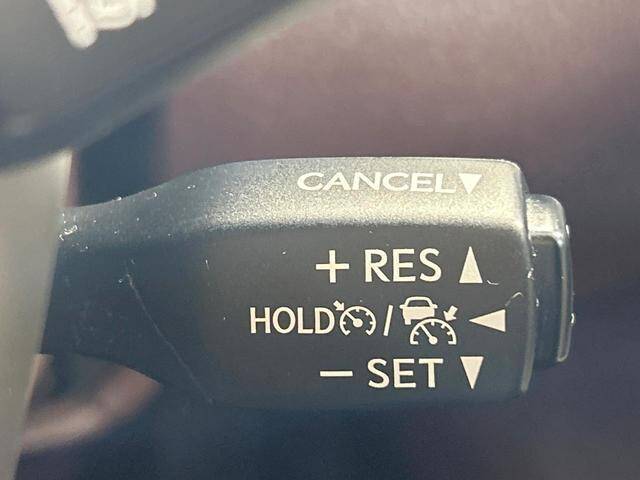 CANCEL▼
+ RES ▲
HOLD / ◀
− SET ▼